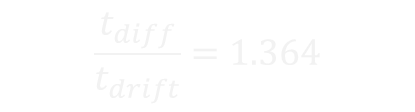 t_diff / t_drift = 1.364